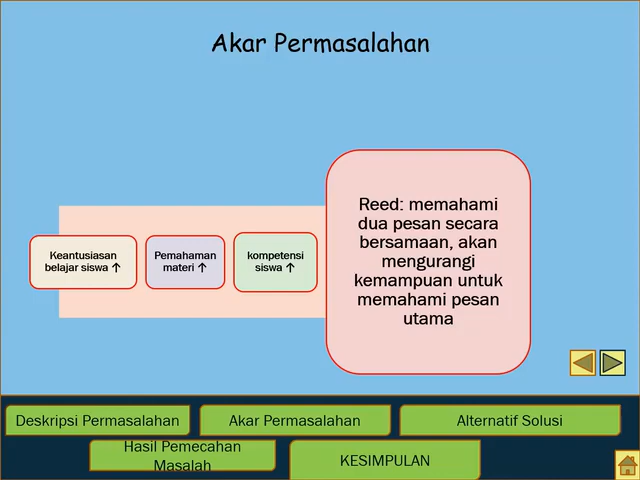 Akar Permasalahan
Keantusiasan
belajar siswa ↑
Pemahaman
materi ↑
kompetensi
siswa ↑
Reed: memahami
dua pesan secara
bersamaan, akan
mengurangi
kemampuan untuk
memahami pesan
utama
Deskripsi Permasalahan
Akar Permasalahan
Alternatif Solusi
Hasil Pemecahan
Masalah
KESIMPULAN